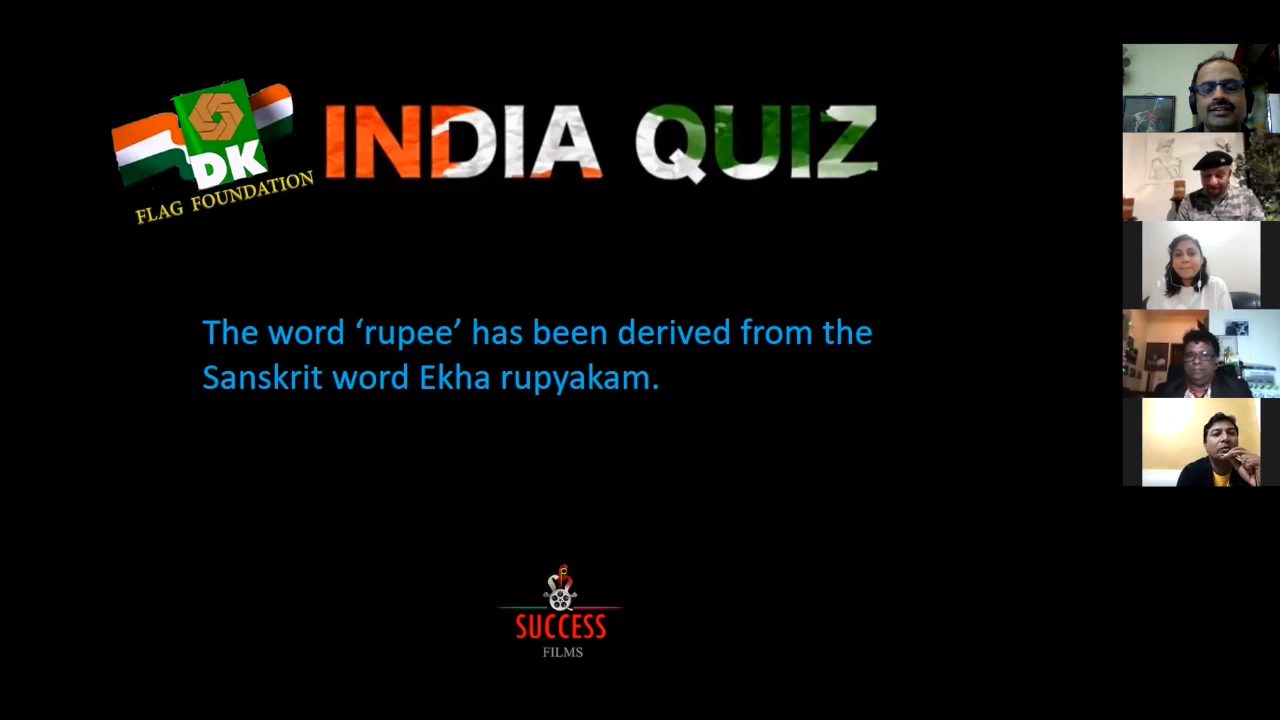 DK
FLAG FOUNDATION
INDIA QUIZ
The word ‘rupee’ has been derived from the
Sanskrit word Ekha rupyakam.
SUCCESS
FILMS